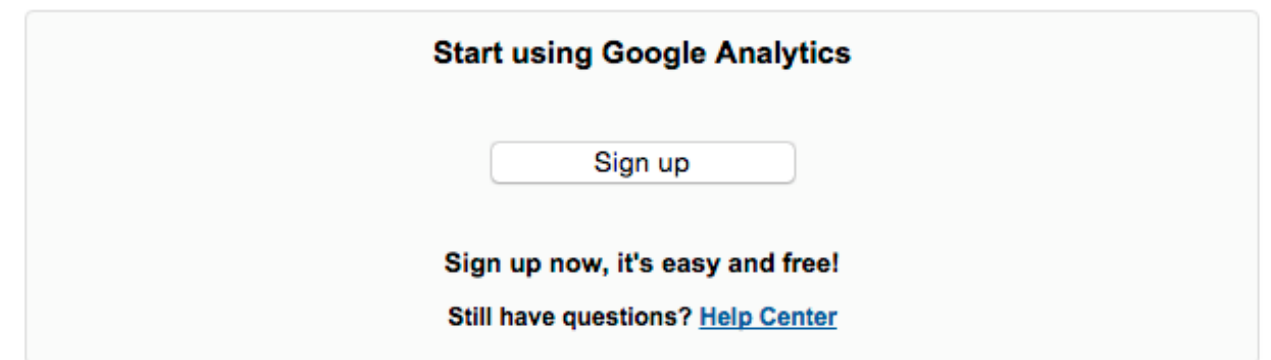 Start using Google Analytics
Sign up
Sign up now, it's easy and free!
Still have questions? Help Center